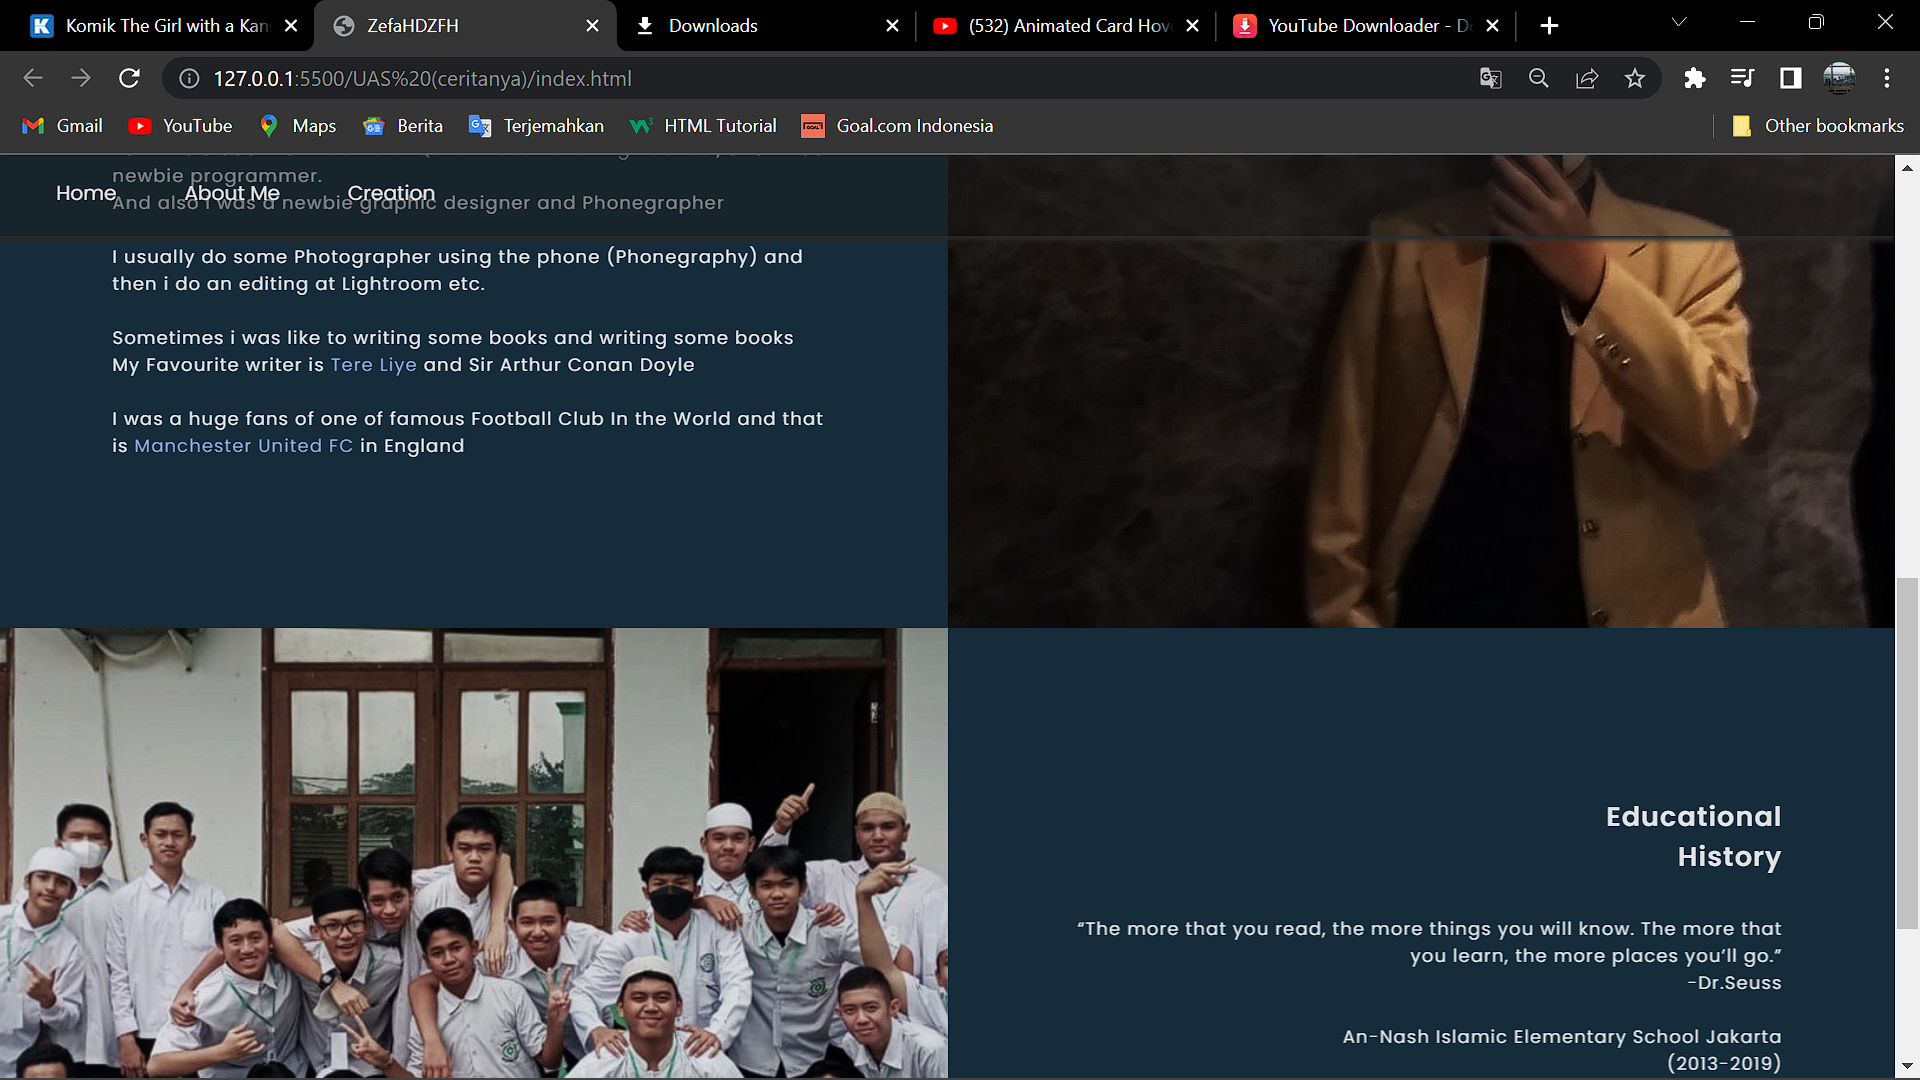 Komik The Girl with a Kan
ZefaHDZFH
Downloads
(532) Animated Card Hov
YouTube Downloader - D
127.0.0.1:5500/UAS%20(ceritanya)/index.html
Gmail
YouTube
Maps
Berita
Terjemahkan
HTML Tutorial
Goal.com Indonesia
Other bookmarks
newbie programmer.
Home
About Me
Creation
And also i was a newbie graphic designer and Phonegrapher
I usually do some Photographer using the phone (Phonegraphy) and
then i do an editing at Lightroom etc.
Sometimes i was like to writing some books and writing some books
My Favourite writer is Tere Liye and Sir Arthur Conan Doyle
I was a huge fans of one of famous Football Club In the World and that
is Manchester United FC in England
Educational
History
“The more that you read, the more things you will know. The more that
you learn, the more places you’ll go.”
-Dr.Seuss
An-Nash Islamic Elementary School Jakarta
(2013-2019)